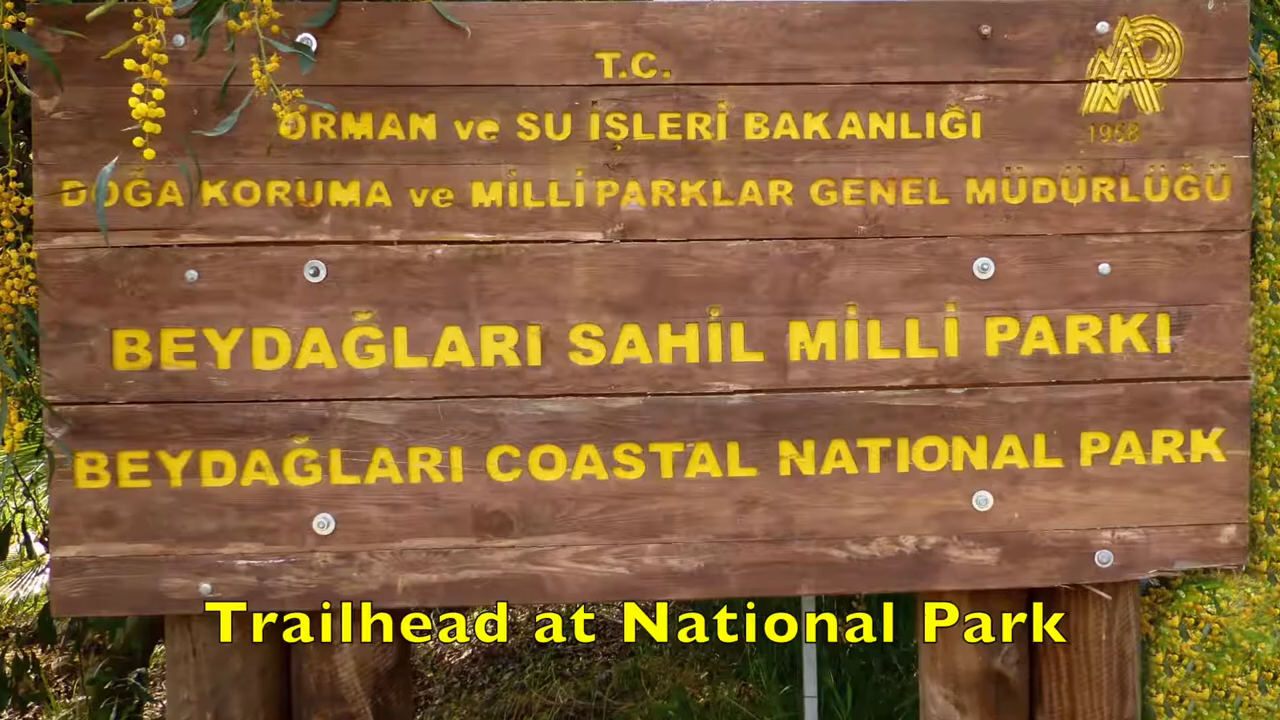 T.C.
ORMAN ve SU İŞLERİ BAKANLIĞI
1958
DOĞA KORUMA ve MİLLİ PARKLAR GENEL MÜDÜRLÜĞÜ
BEYDAĞLARI SAHİL MİLLİ PARKI
BEYDAĞLARI COASTAL NATIONAL PARK
Trailhead at National Park